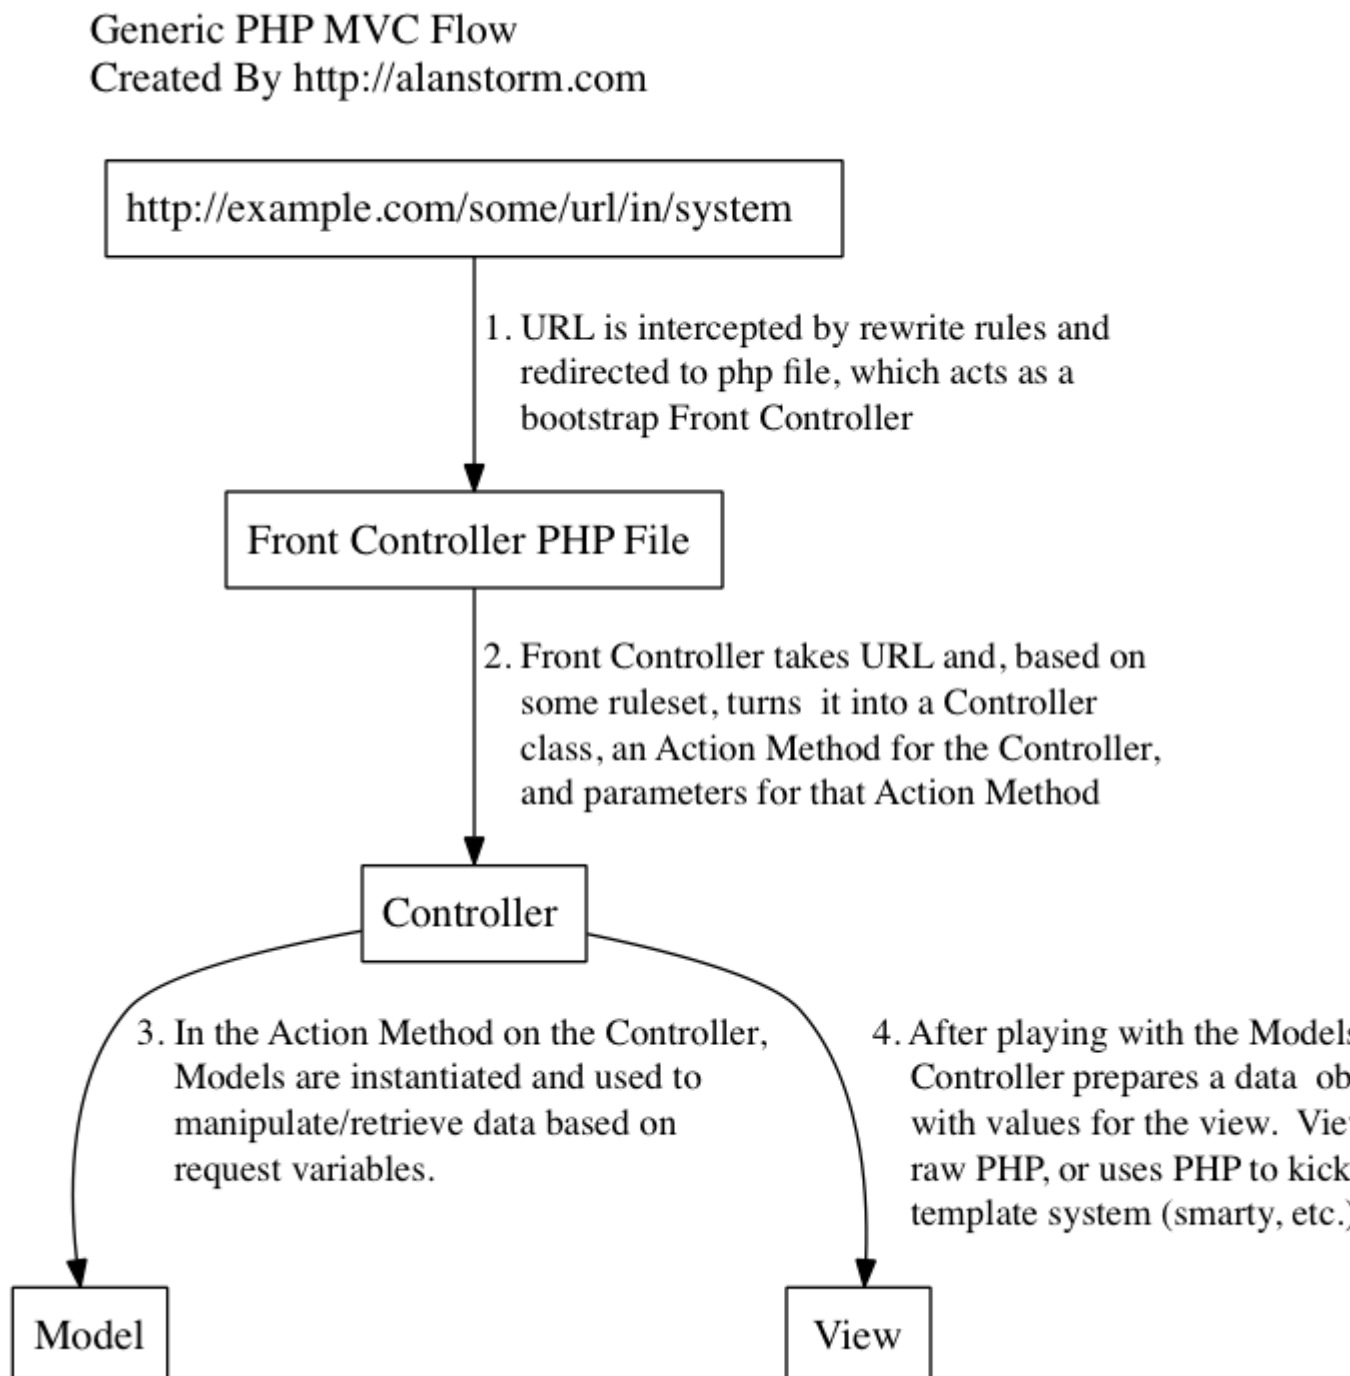 Generic PHP MVC Flow
Created By http://alanstorm.com
http://example.com/some/url/in/system
1. URL is intercepted by rewrite rules and
redirected to php file, which acts as a
bootstrap Front Controller
Front Controller PHP File
2. Front Controller takes URL and, based on
some ruleset, turns it into a Controller
class, an Action Method for the Controller,
and parameters for that Action Method
Controller
3. In the Action Method on the Controller,
Models are instantiated and used to
manipulate/retrieve data based on
request variables.
4. After playing with the Models
Controller prepares a data
with values for the view.
raw PHP, or uses PHP to kick
template system (smarty, etc.)
Model
View